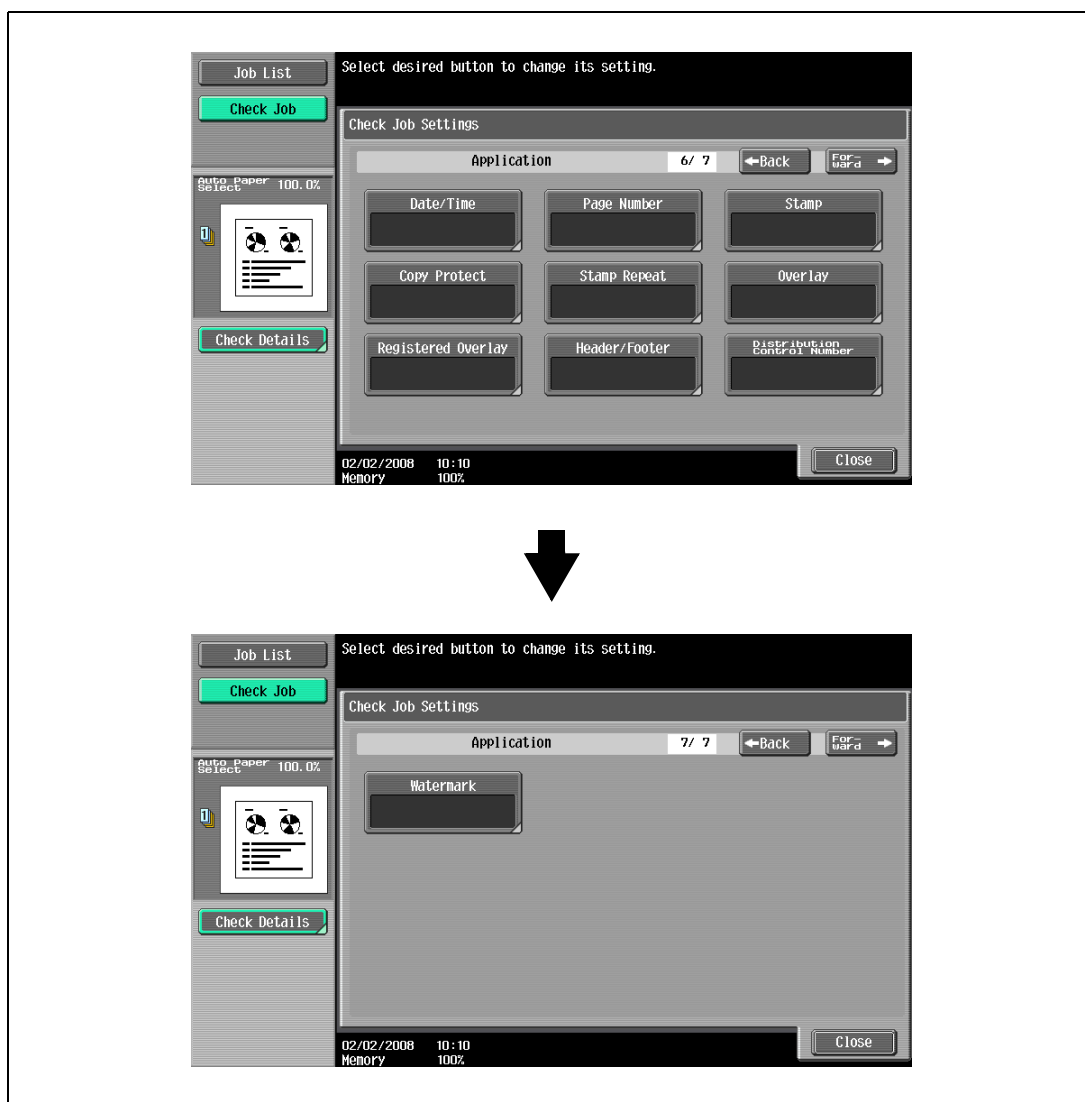 Job List
Select desired button to change its setting.
Check Job
Check Job Settings
Application 6/ 7 ←Back For-
ward →
Auto Paper
Select 100.0%
Date/Time Page Number Stamp
1
Copy Protect Stamp Repeat Overlay
Check Details
Registered Overlay Header/Footer Distribution
Control Number
02/02/2008 10:10
Memory 100%
Close
Job List
Select desired button to change its setting.
Check Job
Check Job Settings
Application 7/ 7 ←Back For-
ward →
Auto Paper
Select 100.0%
Watermark
1
Check Details
02/02/2008 10:10
Memory 100%
Close